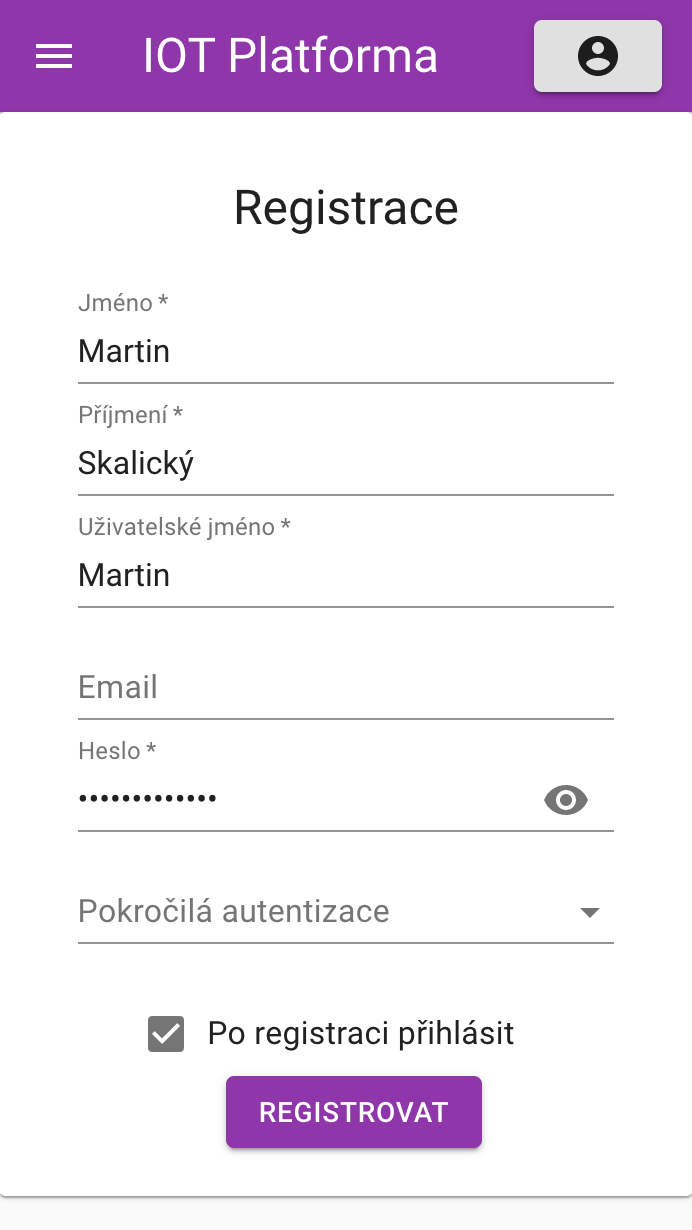 IOT Platforma
Registrace
Jméno *
Martin
Příjmení *
Skalický
Uživatelské jméno *
Martin
Email
Heslo *
•••••••••••••
Pokročilá autentizace
Po registraci přihlásit
REGISTROVAT